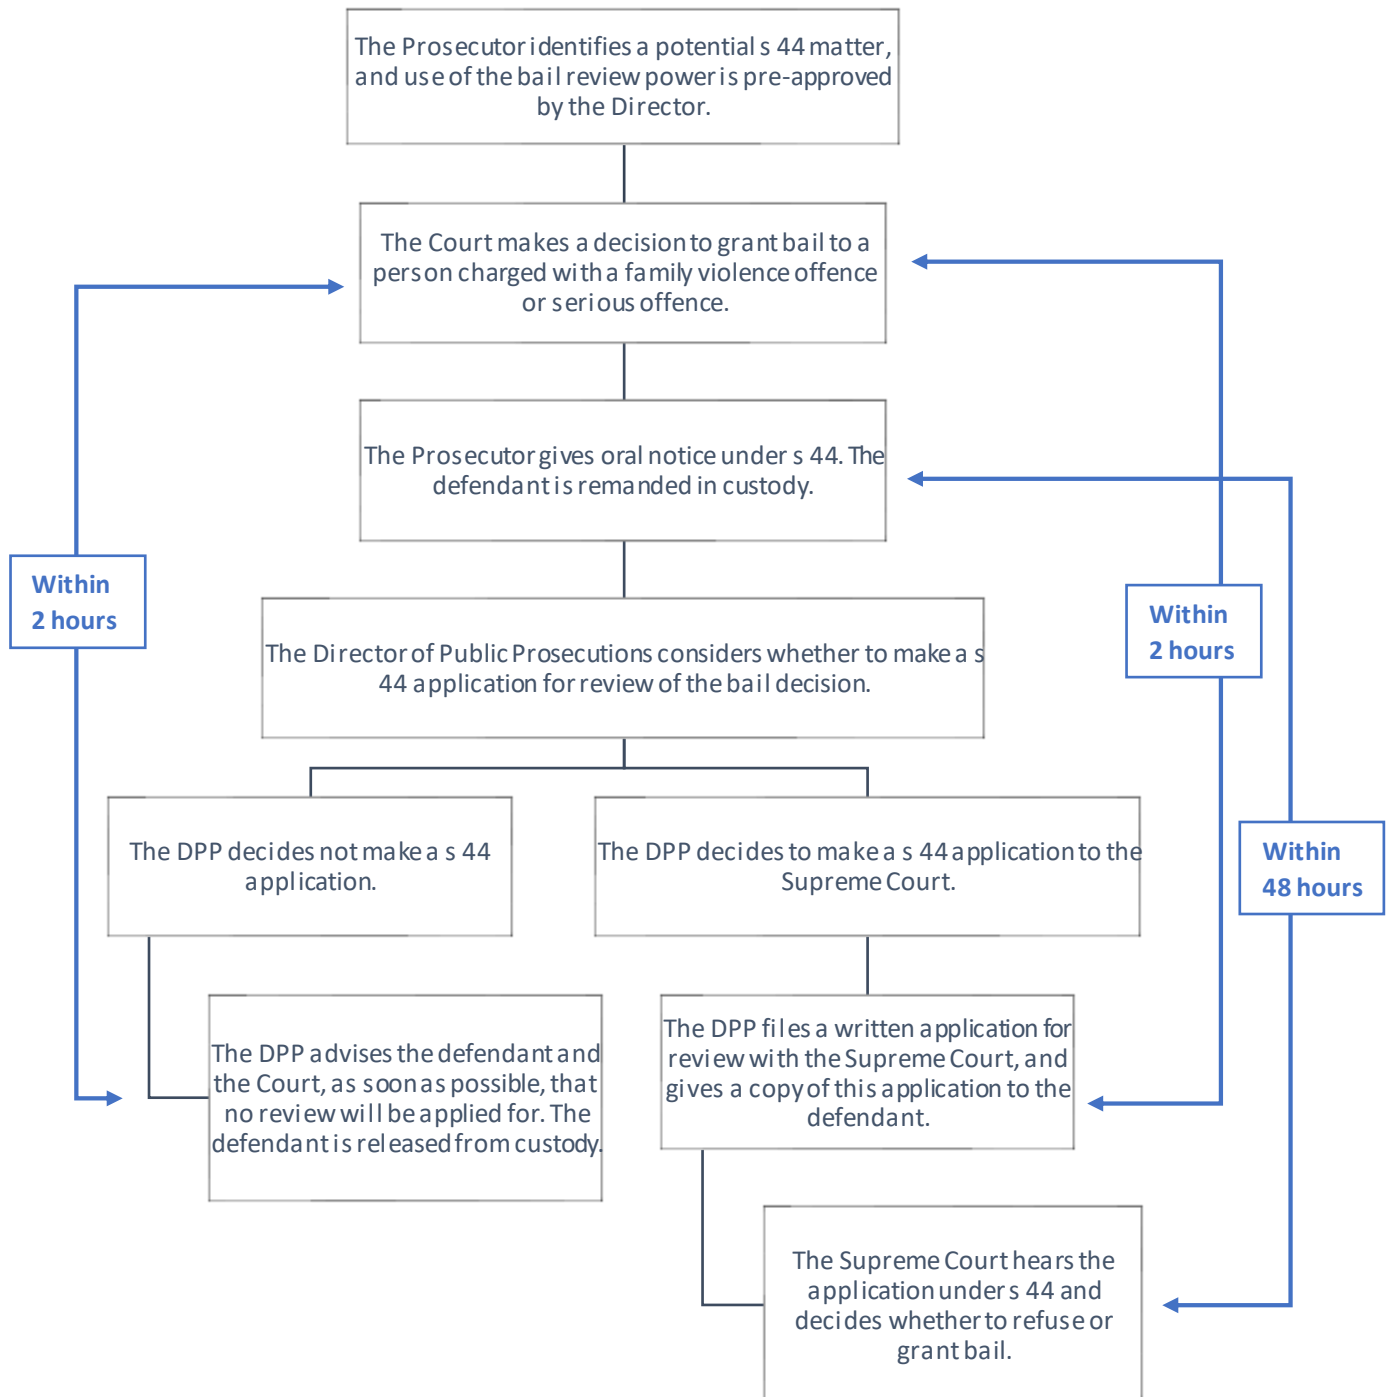 The Prosecutor identifies a potential s 44 matter,
and use of the bail review power is pre-approved
by the Director.
The Court makes a decision to grant bail to a
person charged with a family violence offence
or serious offence.
The Prosecutor gives oral notice under s 44. The
defendant is remanded in custody.
Within
2 hours
Within
2 hours
The Director of Public Prosecutions considers whether to make a s
44 application for review of the bail decision.
The DPP decides not make a s 44
application.
The DPP decides to make a s 44 application to the
Supreme Court.
Within
48 hours
The DPP advises the defendant and
the Court, as soon as possible, that
no review will be applied for. The
defendant is released from custody.
The DPP files a written application for
review with the Supreme Court, and
gives a copy of this application to the
defendant.
The Supreme Court hears the
application under s 44 and
decides whether to refuse or
grant bail.